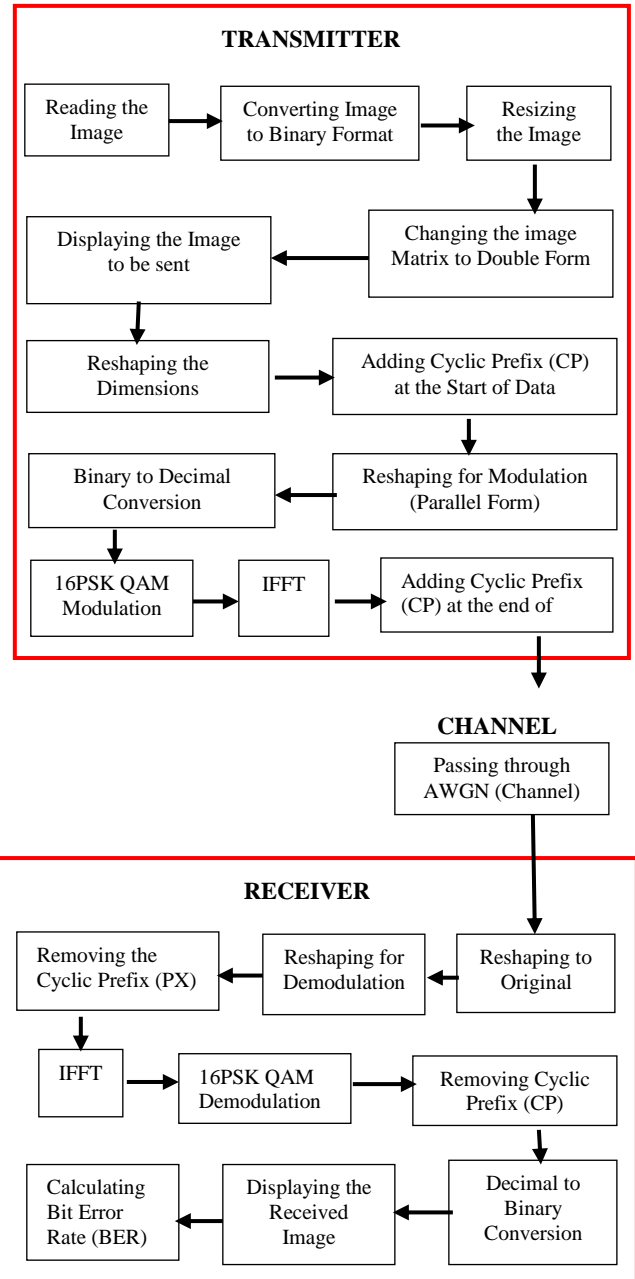 TRANSMITTER
Reading the
Image
Converting Image
to Binary Format
Resizing
the Image
Changing the image
Matrix to Double Form
Displaying the Image
to be sent
Reshaping the
Dimensions
Adding Cyclic Prefix (CP)
at the Start of Data
Reshaping for Modulation
(Parallel Form)
Binary to Decimal
Conversion
16PSK QAM
Modulation
IFFT
Adding Cyclic Prefix
(CP) at the end of
CHANNEL
Passing through
AWGN (Channel)
RECEIVER
Reshaping to
Original
Reshaping for
Demodulation
Removing the
Cyclic Prefix (PX)
IFFT
16PSK QAM
Demodulation
Removing Cyclic
Prefix (CP)
Decimal to
Binary
Conversion
Displaying the
Received
Image
Calculating
Bit Error
Rate (BER)